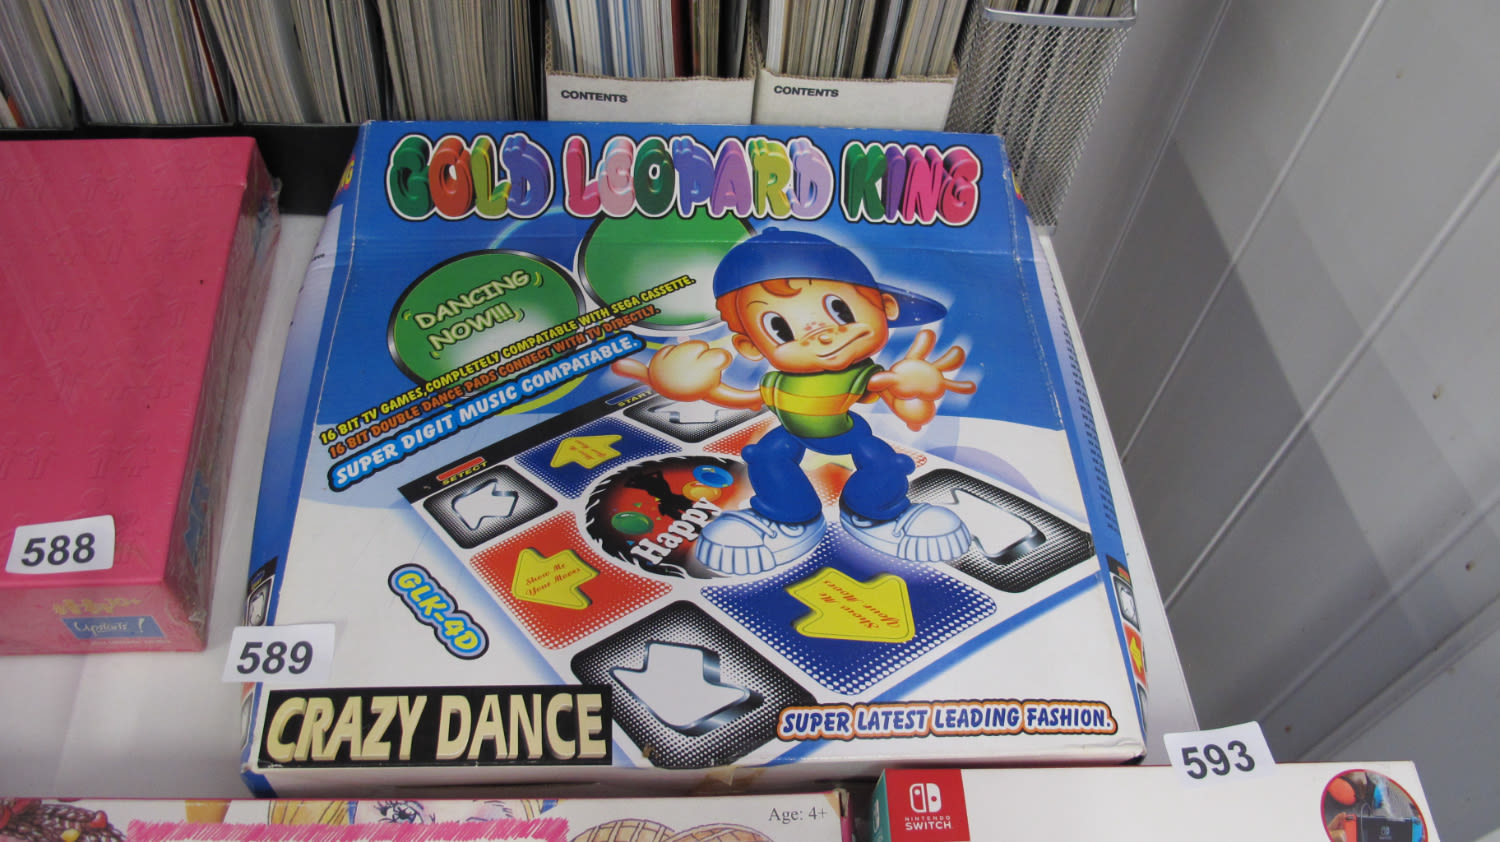 CONTENTS
CONTENTS
GOLD LEOPARD KING
DANCING
NOW!!!
16 BIT TV GAMES,COMPLETELY COMPATABLE WITH SEGA CASSETTE.
16 BIT DOUBLE DANCE PADS CONNECT WITH TV DIRECTLY.
SUPER DIGIT MUSIC COMPATABLE.
START
SETECT
Happy
Show Me
Your Moves
Show Me
Your Moves
GLK-4D
CRAZY DANCE
SUPER LATEST LEADING FASHION.
588
589
593
Age: 4+
NINTENDO
SWITCH